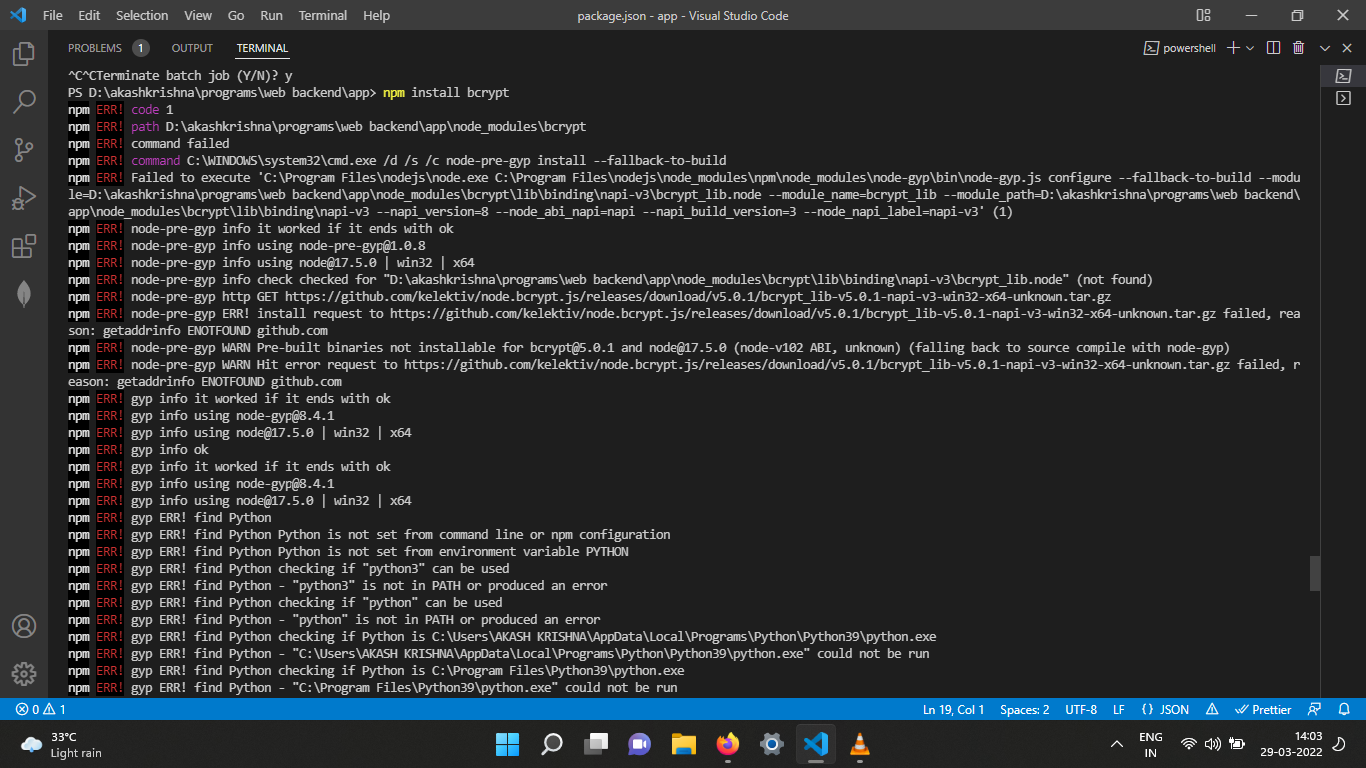 File Edit Selection View Go Run Terminal Help package.json - app - Visual Studio Code
PROBLEMS 1 OUTPUT TERMINAL powershell
^C^CTerminate batch job (Y/N)? y
PS D:\akashkrishna\programs\web backend\app> npm install bcrypt
npm ERR! code 1
npm ERR! path D:\akashkrishna\programs\web backend\app\node_modules\bcrypt
npm ERR! command failed
npm ERR! command C:\WINDOWS\system32\cmd.exe /d /s /c node-pre-gyp install --fallback-to-build
npm ERR! Failed to execute 'C:\Program Files\nodejs\node.exe C:\Program Files\nodejs\node_modules\npm\node_modules\node-gyp\bin\node-gyp.js configure --fallback-to-build --modu
le=D:\akashkrishna\programs\web backend\app\node_modules\bcrypt\lib\binding\napi-v3\bcrypt_lib.node --module_name=bcrypt_lib --module_path=D:\akashkrishna\programs\web backend\
app\node_modules\bcrypt\lib\binding\napi-v3 --napi_version=8 --node_abi_napi=napi --napi_build_version=3 --node_napi_label=napi-v3' (1)
npm ERR! node-pre-gyp info it worked if it ends with ok
npm ERR! node-pre-gyp info using node-pre-gyp@1.0.8
npm ERR! node-pre-gyp info using node@17.5.0 | win32 | x64
npm ERR! node-pre-gyp info check checked for "D:\akashkrishna\programs\web backend\app\node_modules\bcrypt\lib\binding\napi-v3\bcrypt_lib.node" (not found)
npm ERR! node-pre-gyp http GET https://github.com/kelektiv/node.bcrypt.js/releases/download/v5.0.1/bcrypt_lib-v5.0.1-napi-v3-win32-x64-unknown.tar.gz
npm ERR! node-pre-gyp ERR! install request to https://github.com/kelektiv/node.bcrypt.js/releases/download/v5.0.1/bcrypt_lib-v5.0.1-napi-v3-win32-x64-unknown.tar.gz failed, rea
son: getaddrinfo ENOTFOUND github.com
npm ERR! node-pre-gyp WARN Pre-built binaries not installable for bcrypt@5.0.1 and node@17.5.0 (node-v102 ABI, unknown) (falling back to source compile with node-gyp)
npm ERR! node-pre-gyp WARN Hit error request to https://github.com/kelektiv/node.bcrypt.js/releases/download/v5.0.1/bcrypt_lib-v5.0.1-napi-v3-win32-x64-unknown.tar.gz failed, r
eason: getaddrinfo ENOTFOUND github.com
npm ERR! gyp info it worked if it ends with ok
npm ERR! gyp info using node-gyp@8.4.1
npm ERR! gyp info using node@17.5.0 | win32 | x64
npm ERR! gyp info ok
npm ERR! gyp info it worked if it ends with ok
npm ERR! gyp info using node-gyp@8.4.1
npm ERR! gyp info using node@17.5.0 | win32 | x64
npm ERR! gyp ERR! find Python
npm ERR! gyp ERR! find Python Python is not set from command line or npm configuration
npm ERR! gyp ERR! find Python Python is not set from environment variable PYTHON
npm ERR! gyp ERR! find Python checking if "python3" can be used
npm ERR! gyp ERR! find Python - "python3" is not in PATH or produced an error
npm ERR! gyp ERR! find Python checking if "python" can be used
npm ERR! gyp ERR! find Python - "python" is not in PATH or produced an error
npm ERR! gyp ERR! find Python checking if Python is C:\Users\AKASH KRISHNA\AppData\Local\Programs\Python\Python39\python.exe
npm ERR! gyp ERR! find Python - "C:\Users\AKASH KRISHNA\AppData\Local\Programs\Python\Python39\python.exe" could not be run
npm ERR! gyp ERR! find Python checking if Python is C:\Program Files\Python39\python.exe
npm ERR! gyp ERR! find Python - "C:\Program Files\Python39\python.exe" could not be run
0 1 Ln 19, Col 1 Spaces: 2 UTF-8 LF {} JSON Prettier
33°C
Light rain
ENG
IN
14:03
29-03-2022